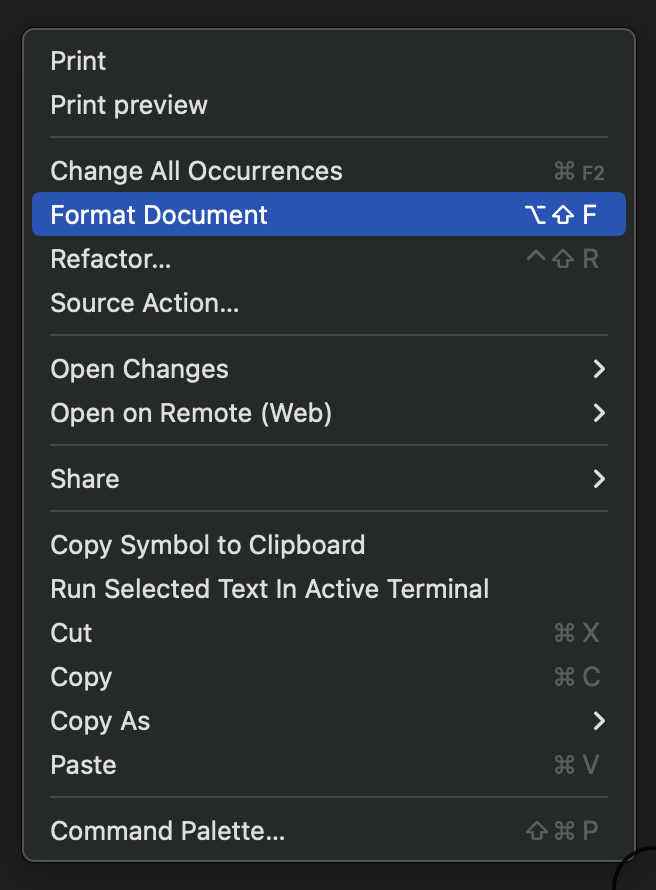 Print
Print preview
Change All Occurrences ⌘ F2
Format Document ⌥⇧ F
Refactor... ^⇧ R
Source Action...
Open Changes
Open on Remote (Web)
Share
Copy Symbol to Clipboard
Run Selected Text In Active Terminal
Cut ⌘ X
Copy ⌘ C
Copy As
Paste ⌘ V
Command Palette... ⇧⌘ P